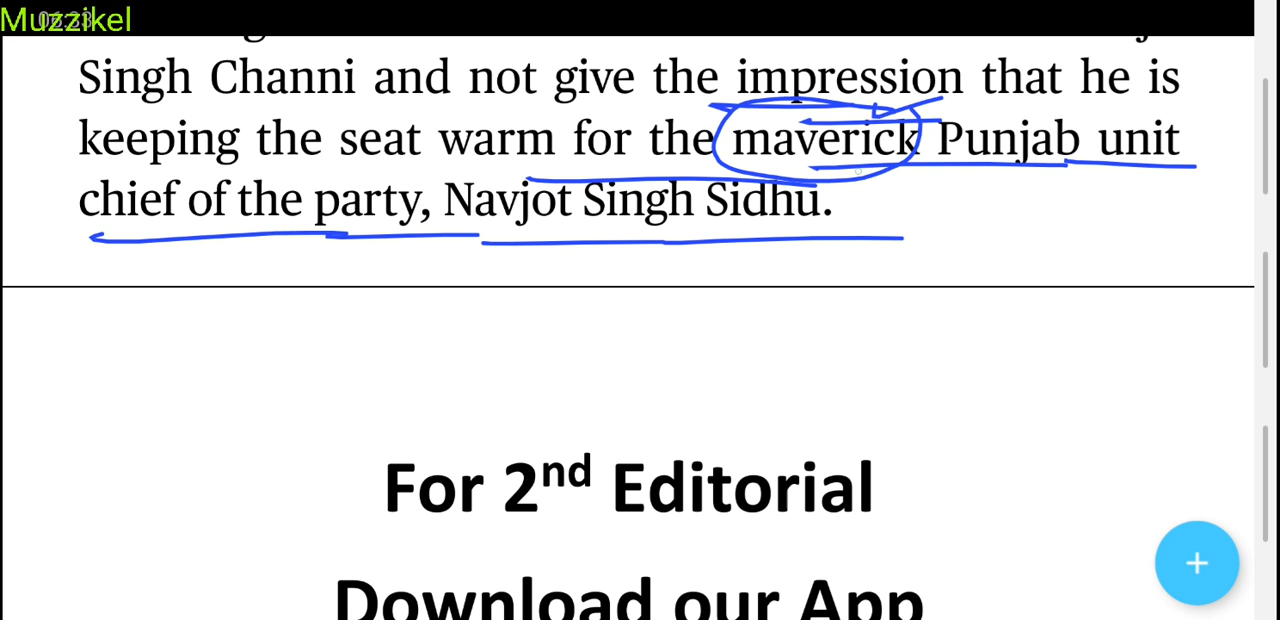 Muzzikel
Singh Channi and not give the impression that he is
keeping the seat warm for the maverick Punjab unit
chief of the party, Navjot Singh Sidhu.
For 2nd Editorial
Download our App
+